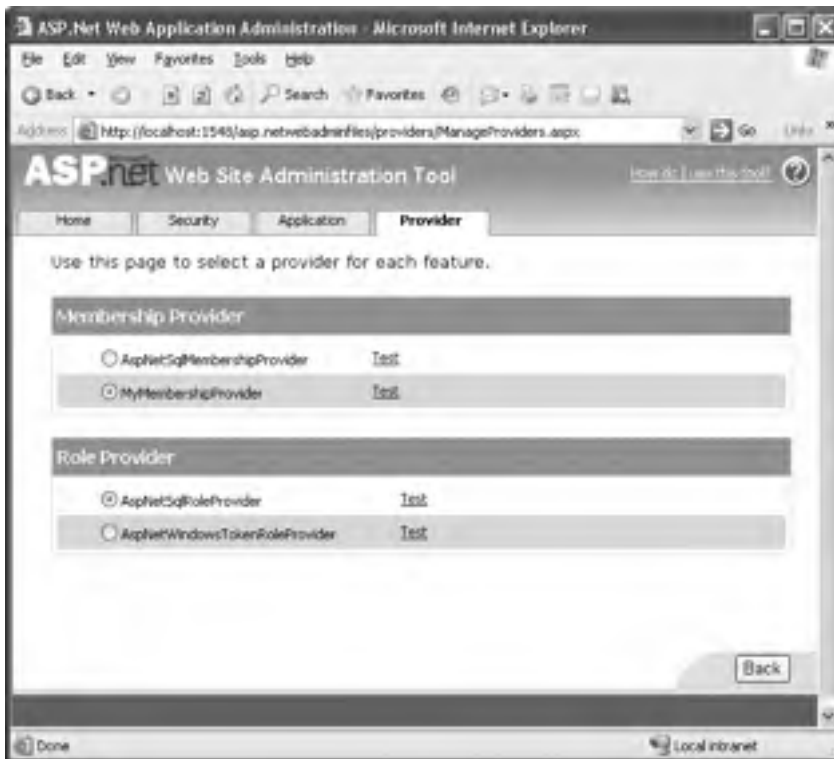 ASP.Net Web Application Administration - Microsoft Internet Explorer
File Edit View Favorites Tools Help
Back Search Favorites
Address http://localhost:1548/asp.netwebadminfiles/providers/ManageProviders.aspx Go Links
ASP.net Web Site Administration Tool How do I use this tool? ?
Home Security Application Provider
Use this page to select a provider for each feature.
Membership Provider
AspNetSqlMembershipProvider Test
MyMembershipProvider Test
Role Provider
AspNetSqlRoleProvider Test
AspNetWindowsTokenRoleProvider Test
Back
Done Local intranet